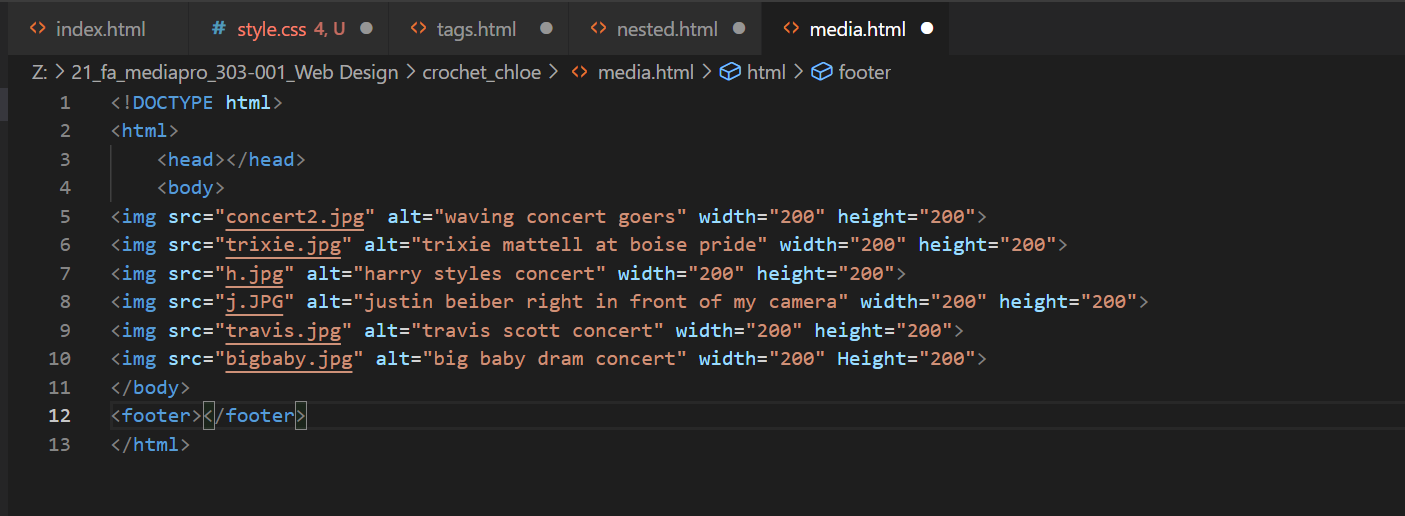 index.html style.css 4, U tags.html nested.html media.html
Z: > 21_fa_mediapro_303-001_Web Design > crochet_chloe > media.html > html > footer
1 <!DOCTYPE html>
2 <html>
3 <head></head>
4 <body>
5 <img src="concert2.jpg" alt="waving concert goers" width="200" height="200">
6 <img src="trixie.jpg" alt="trixie mattell at boise pride" width="200" height="200">
7 <img src="h.jpg" alt="harry styles concert" width="200" height="200">
8 <img src="j.JPG" alt="justin beiber right in front of my camera" width="200" height="200">
9 <img src="travis.jpg" alt="travis scott concert" width="200" height="200">
10 <img src="bigbaby.jpg" alt="big baby dram concert" width="200" Height="200">
11 </body>
12 <footer></footer>
13 </html>